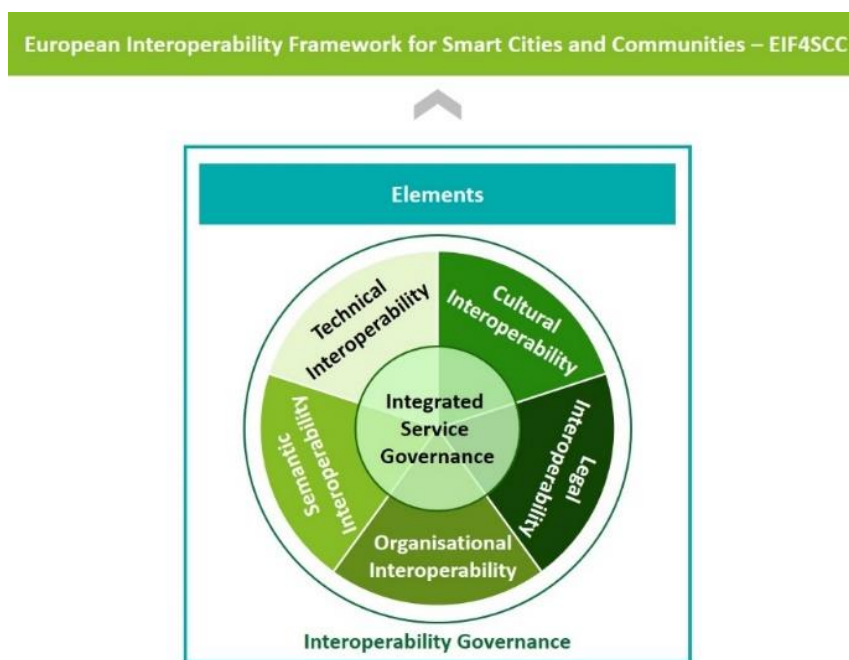 European Interoperability Framework for Smart Cities and Communities – EIF4SCC
Elements
Technical
Interoperability
Cultural
Interoperability
Integrated
Service
Governance
Semantic
Interoperability
Legal
Interoperability
Organisational
Interoperability
Interoperability Governance